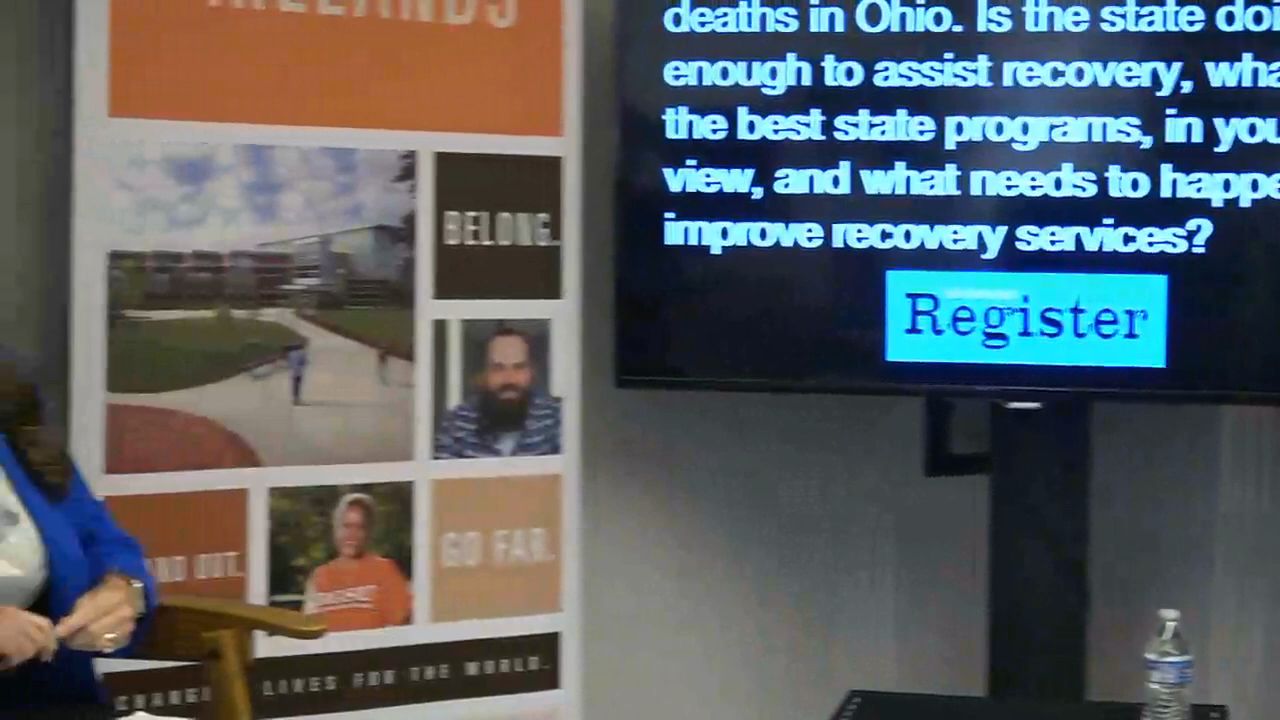 deaths in Ohio. Is the state doi
enough to assist recovery, wha
the best state programs, in you
view, and what needs to happe
improve recovery services?
Register
BELONG.
GO FAR.
LIVES FOR THE WORLD.